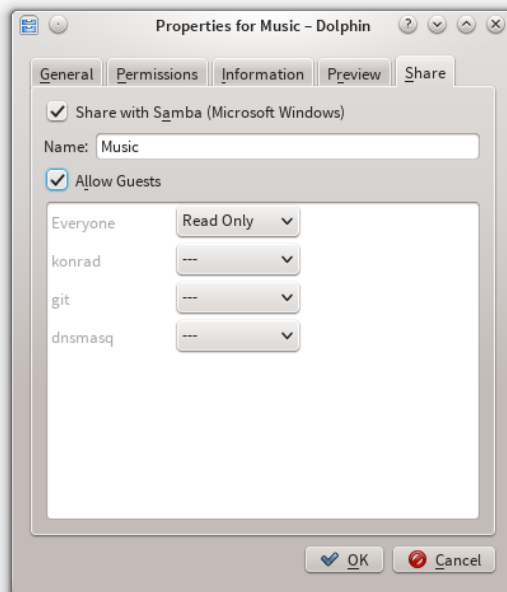 Properties for Music – Dolphin
General Permissions Information Preview Share
Share with Samba (Microsoft Windows)
Name: Music
Allow Guests
Everyone Read Only
konrad ---
git ---
dnsmasq ---
OK Cancel